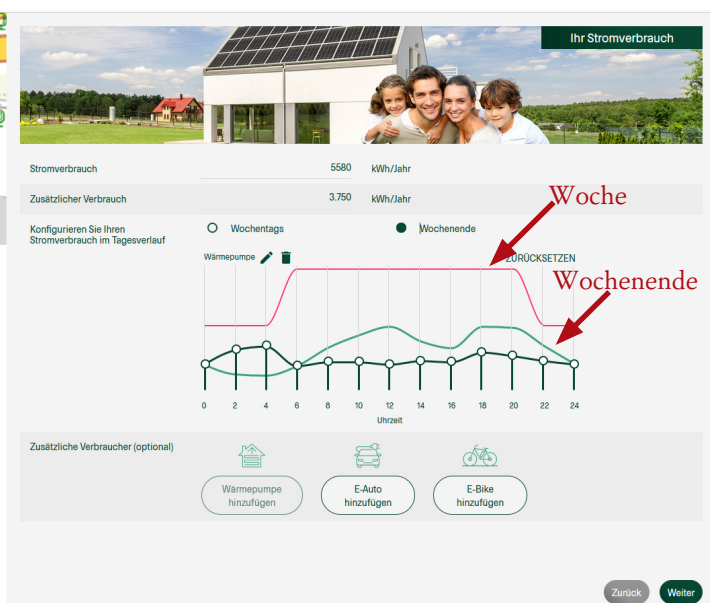 Ihr Stromverbrauch
Stromverbrauch 5580 kWh/Jahr
Zusätzlicher Verbrauch 3.750 kWh/Jahr
Woche
Konfigurieren Sie Ihren
Stromverbrauch im Tagesverlauf
Wochentags Wochenende
Wärmepumpe ZURÜCKSETZEN
Wochenende
0 2 4 6 8 10 12 14 16 18 20 22 24
Uhrzeit
Zusätzliche Verbraucher (optional)
Wärmepumpe
hinzufügen
E-Auto
hinzufügen
E-Bike
hinzufügen
Zurück Weiter